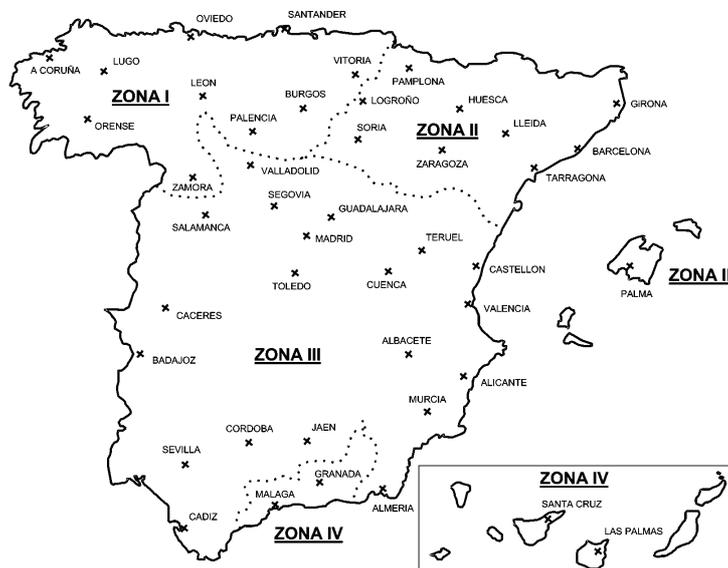 OVIEDO
SANTANDER
A CORUÑA
LUGO
LEON
VITORIA
PAMPLONA
ZONA I
BURGOS
LOGROÑO
HUESCA
GIRONA
ORENSE
PALENCIA
SORIA
ZONA II
LLEIDA
BARCELONA
ZARAGOZA
TARRAGONA
ZAMORA
VALLADOLID
SEGOVIA
GUADALAJARA
SALAMANCA
MADRID
TERUEL
TOLEDO
CUENCA
CASTELLON
ZONA II
PALMA
CACERES
VALENCIA
BADAJOZ
ZONA III
ALBACETE
ALICANTE
MURCIA
CORDOBA
JAEN
SEVILLA
GRANADA
MALAGA
ALMERIA
CADIZ
ZONA IV
ZONA IV
SANTA CRUZ
LAS PALMAS